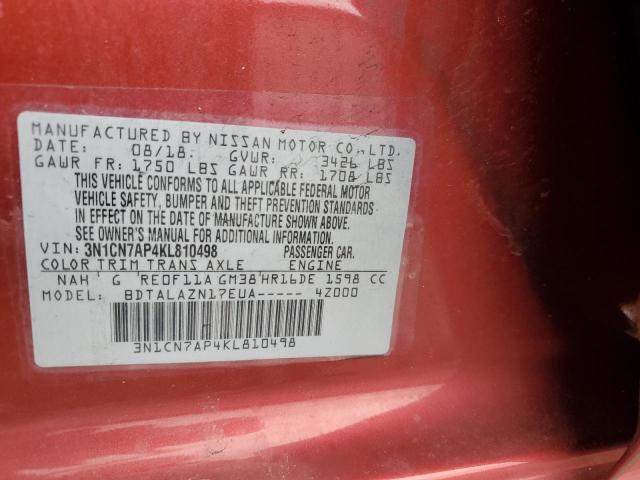 MANUFACTURED BY NISSAN MOTOR CO., LTD.
DATE: 08/18. GVWR: 3426 LBS
GAWR FR: 1750 LBS GAWR RR: 1708 LBS
THIS VEHICLE CONFORMS TO ALL APPLICABLE FEDERAL MOTOR
VEHICLE SAFETY, BUMPER AND THEFT PREVENTION STANDARDS
IN EFFECT ON THE DATE OF MANUFACTURE SHOWN ABOVE.
SEE OWNER'S MANUAL FOR ADDITIONAL INFORMATION.
VIN: 3N1CN7AP4KL810498 PASSENGER CAR.
COLOR TRIM TRANS AXLE ENGINE
NAH G RE0F11A GM38 HR16DE 1598 CC
MODEL: BDTALAZN17EUA----- 4Z000
3N1CN7AP4KL810498